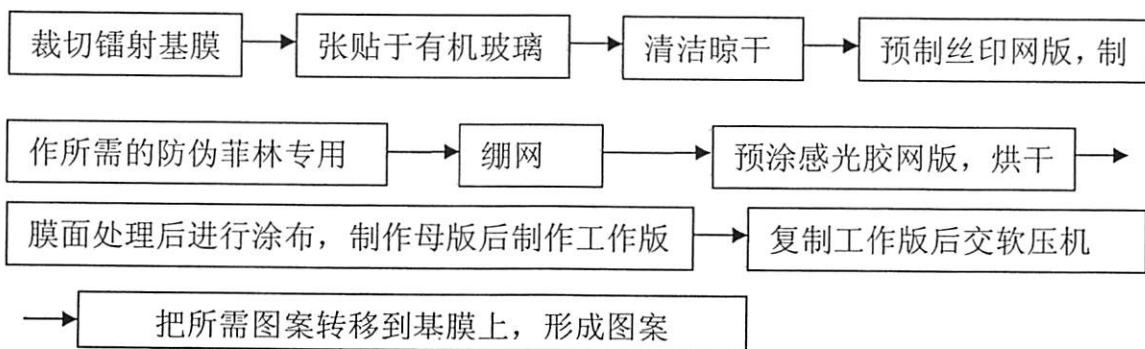 裁切镭射基膜 张贴于有机玻璃 清洁晾干 预制丝印网版，制
作所需的防伪菲林专用 绷网 预涂感光胶网版，烘干
膜面处理后进行涂布，制作母版后制作工作版 复制工作版后交软压机
把所需图案转移到基膜上，形成图案